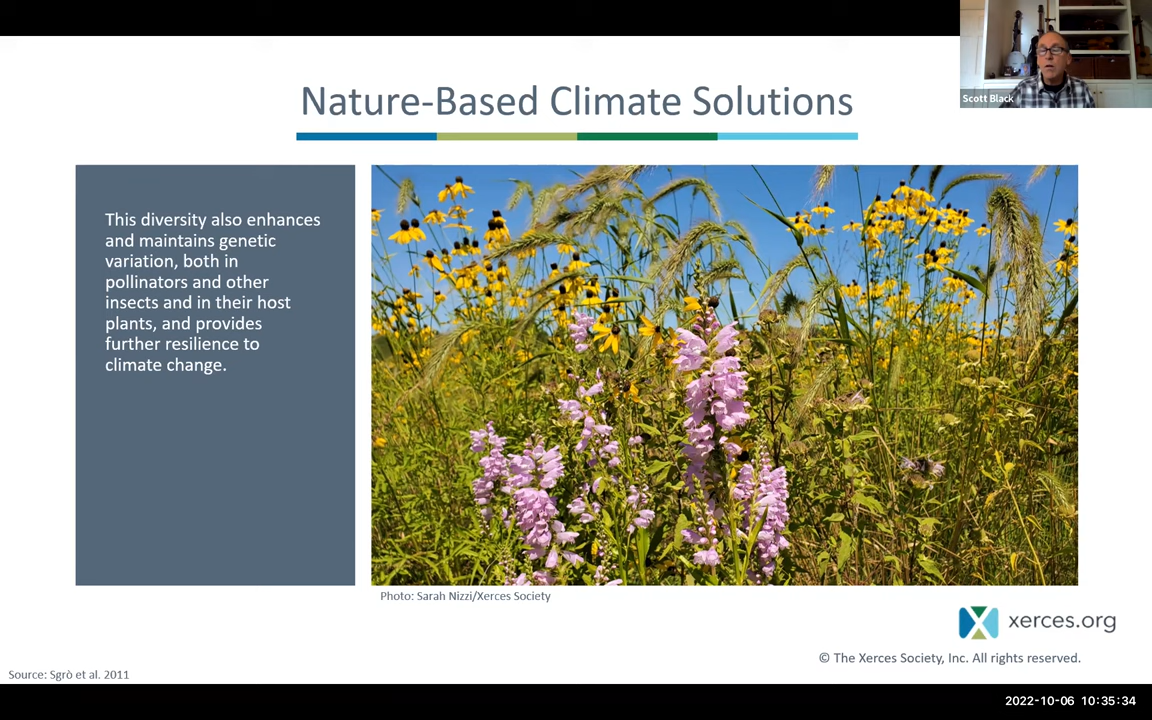 Nature-Based Climate Solutions
Scott Black
This diversity also enhances
and maintains genetic
variation, both in
pollinators and other
insects and in their host
plants, and provides
further resilience to
climate change.
Photo: Sarah Nizzi/Xerces Society
xerces.org
© The Xerces Society, Inc. All rights reserved.
Source: Sgrò et al. 2011
2022-10-06 10:35:34